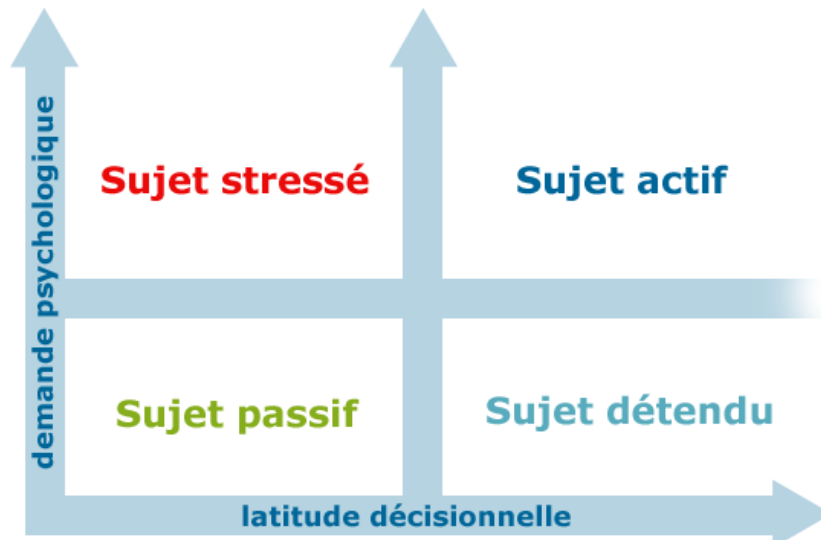 demande psychologique
Sujet stressé
Sujet actif
Sujet passif
Sujet détendu
latitude décisionnelle